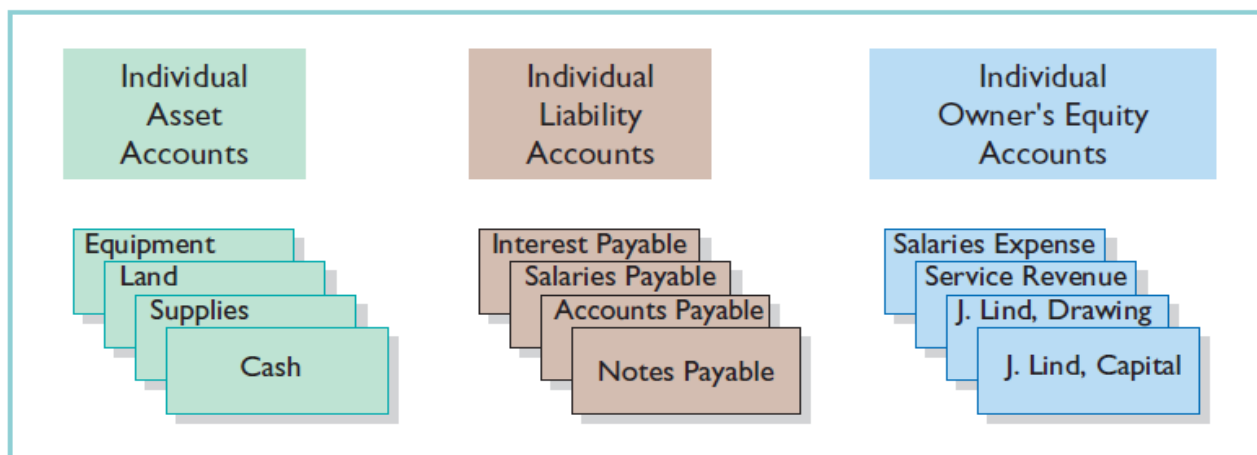 Individual
Asset
Accounts
Individual
Liability
Accounts
Individual
Owner's Equity
Accounts
Equipment
Land
Supplies
Cash
Interest Payable
Salaries Payable
Accounts Payable
Notes Payable
Salaries Expense
Service Revenue
J. Lind, Drawing
J. Lind, Capital